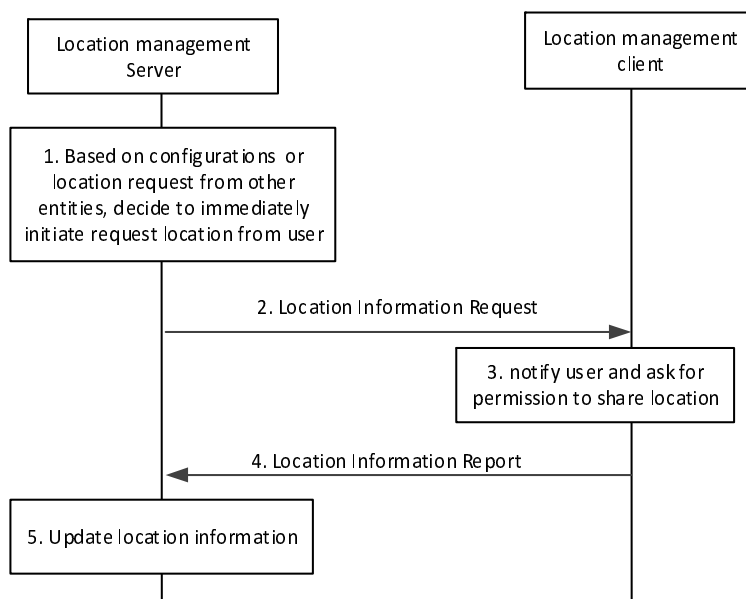 Location management
Server
Location management
client
1. Based on configurations or
location request from other
entities, decide to immediately
initiate request location from user
2. Location Information Request
3. notify user and ask for
permission to share location
4. Location Information Report
5. Update location information